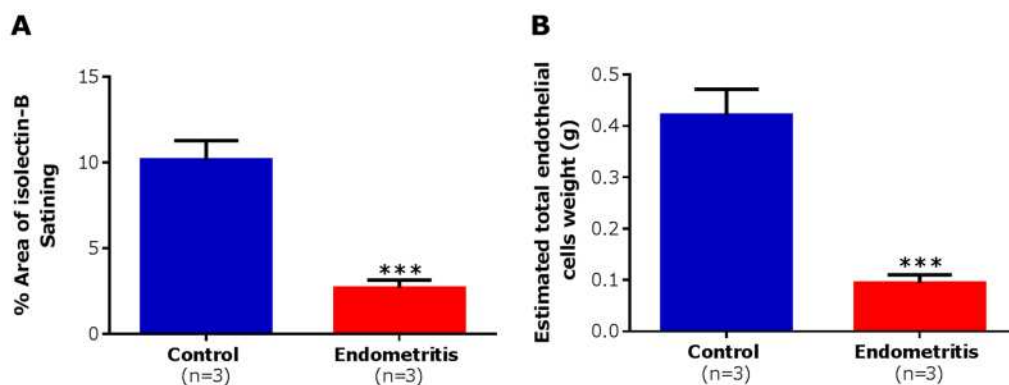 A
% Area of isolectin-B
Satining
15
10
5
0
***
Control
(n=3)
Endometritis
(n=3)
B
Estimated total endothelial
cells weight (g)
0.5
0.4
0.3
0.2
0.1
0.0
***
Control
(n=3)
Endometritis
(n=3)